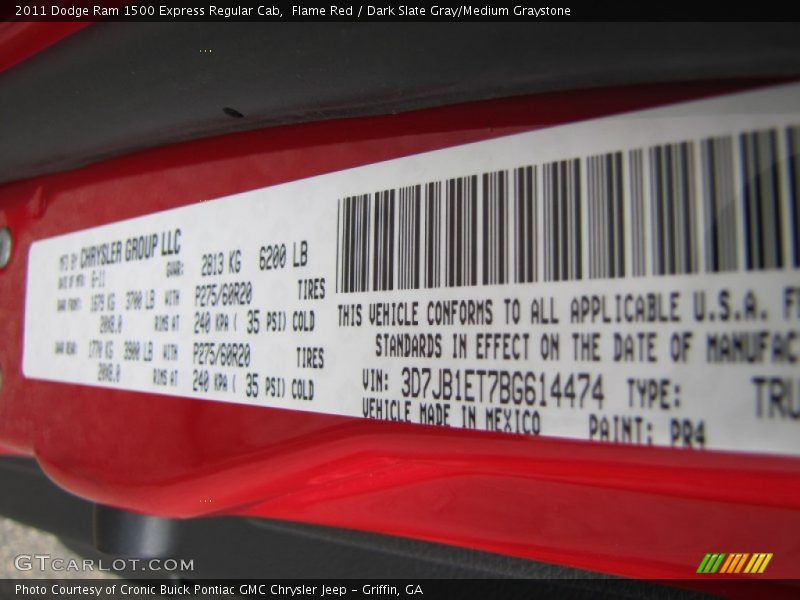 2011 Dodge Ram 1500 Express Regular Cab,  Flame Red / Dark Slate Gray/Medium Graystone
MFD BY CHRYSLER GROUP LLC
DATE OF MFR 6-11 GVWR: 2813 KG 6200 LB
GAWR FRONT: 1679 KG 3700 LB WITH P275/60R20 TIRES
20X8.0 RIMS AT 240 KPA ( 35 PSI) COLD
GAWR REAR: 1770 KG 3900 LB WITH P275/60R20 TIRES
20X8.0 RIMS AT 240 KPA ( 35 PSI) COLD
THIS VEHICLE CONFORMS TO ALL APPLICABLE U.S.A. F
STANDARDS IN EFFECT ON THE DATE OF MANUFAC
VIN: 3D7JB1ET7BG614474 TYPE: TRU
VEHICLE MADE IN MEXICO PAINT: PR4
GTCARLOT.COM
Photo Courtesy of Cronic Buick Pontiac GMC Chrysler Jeep – Griffin, GA